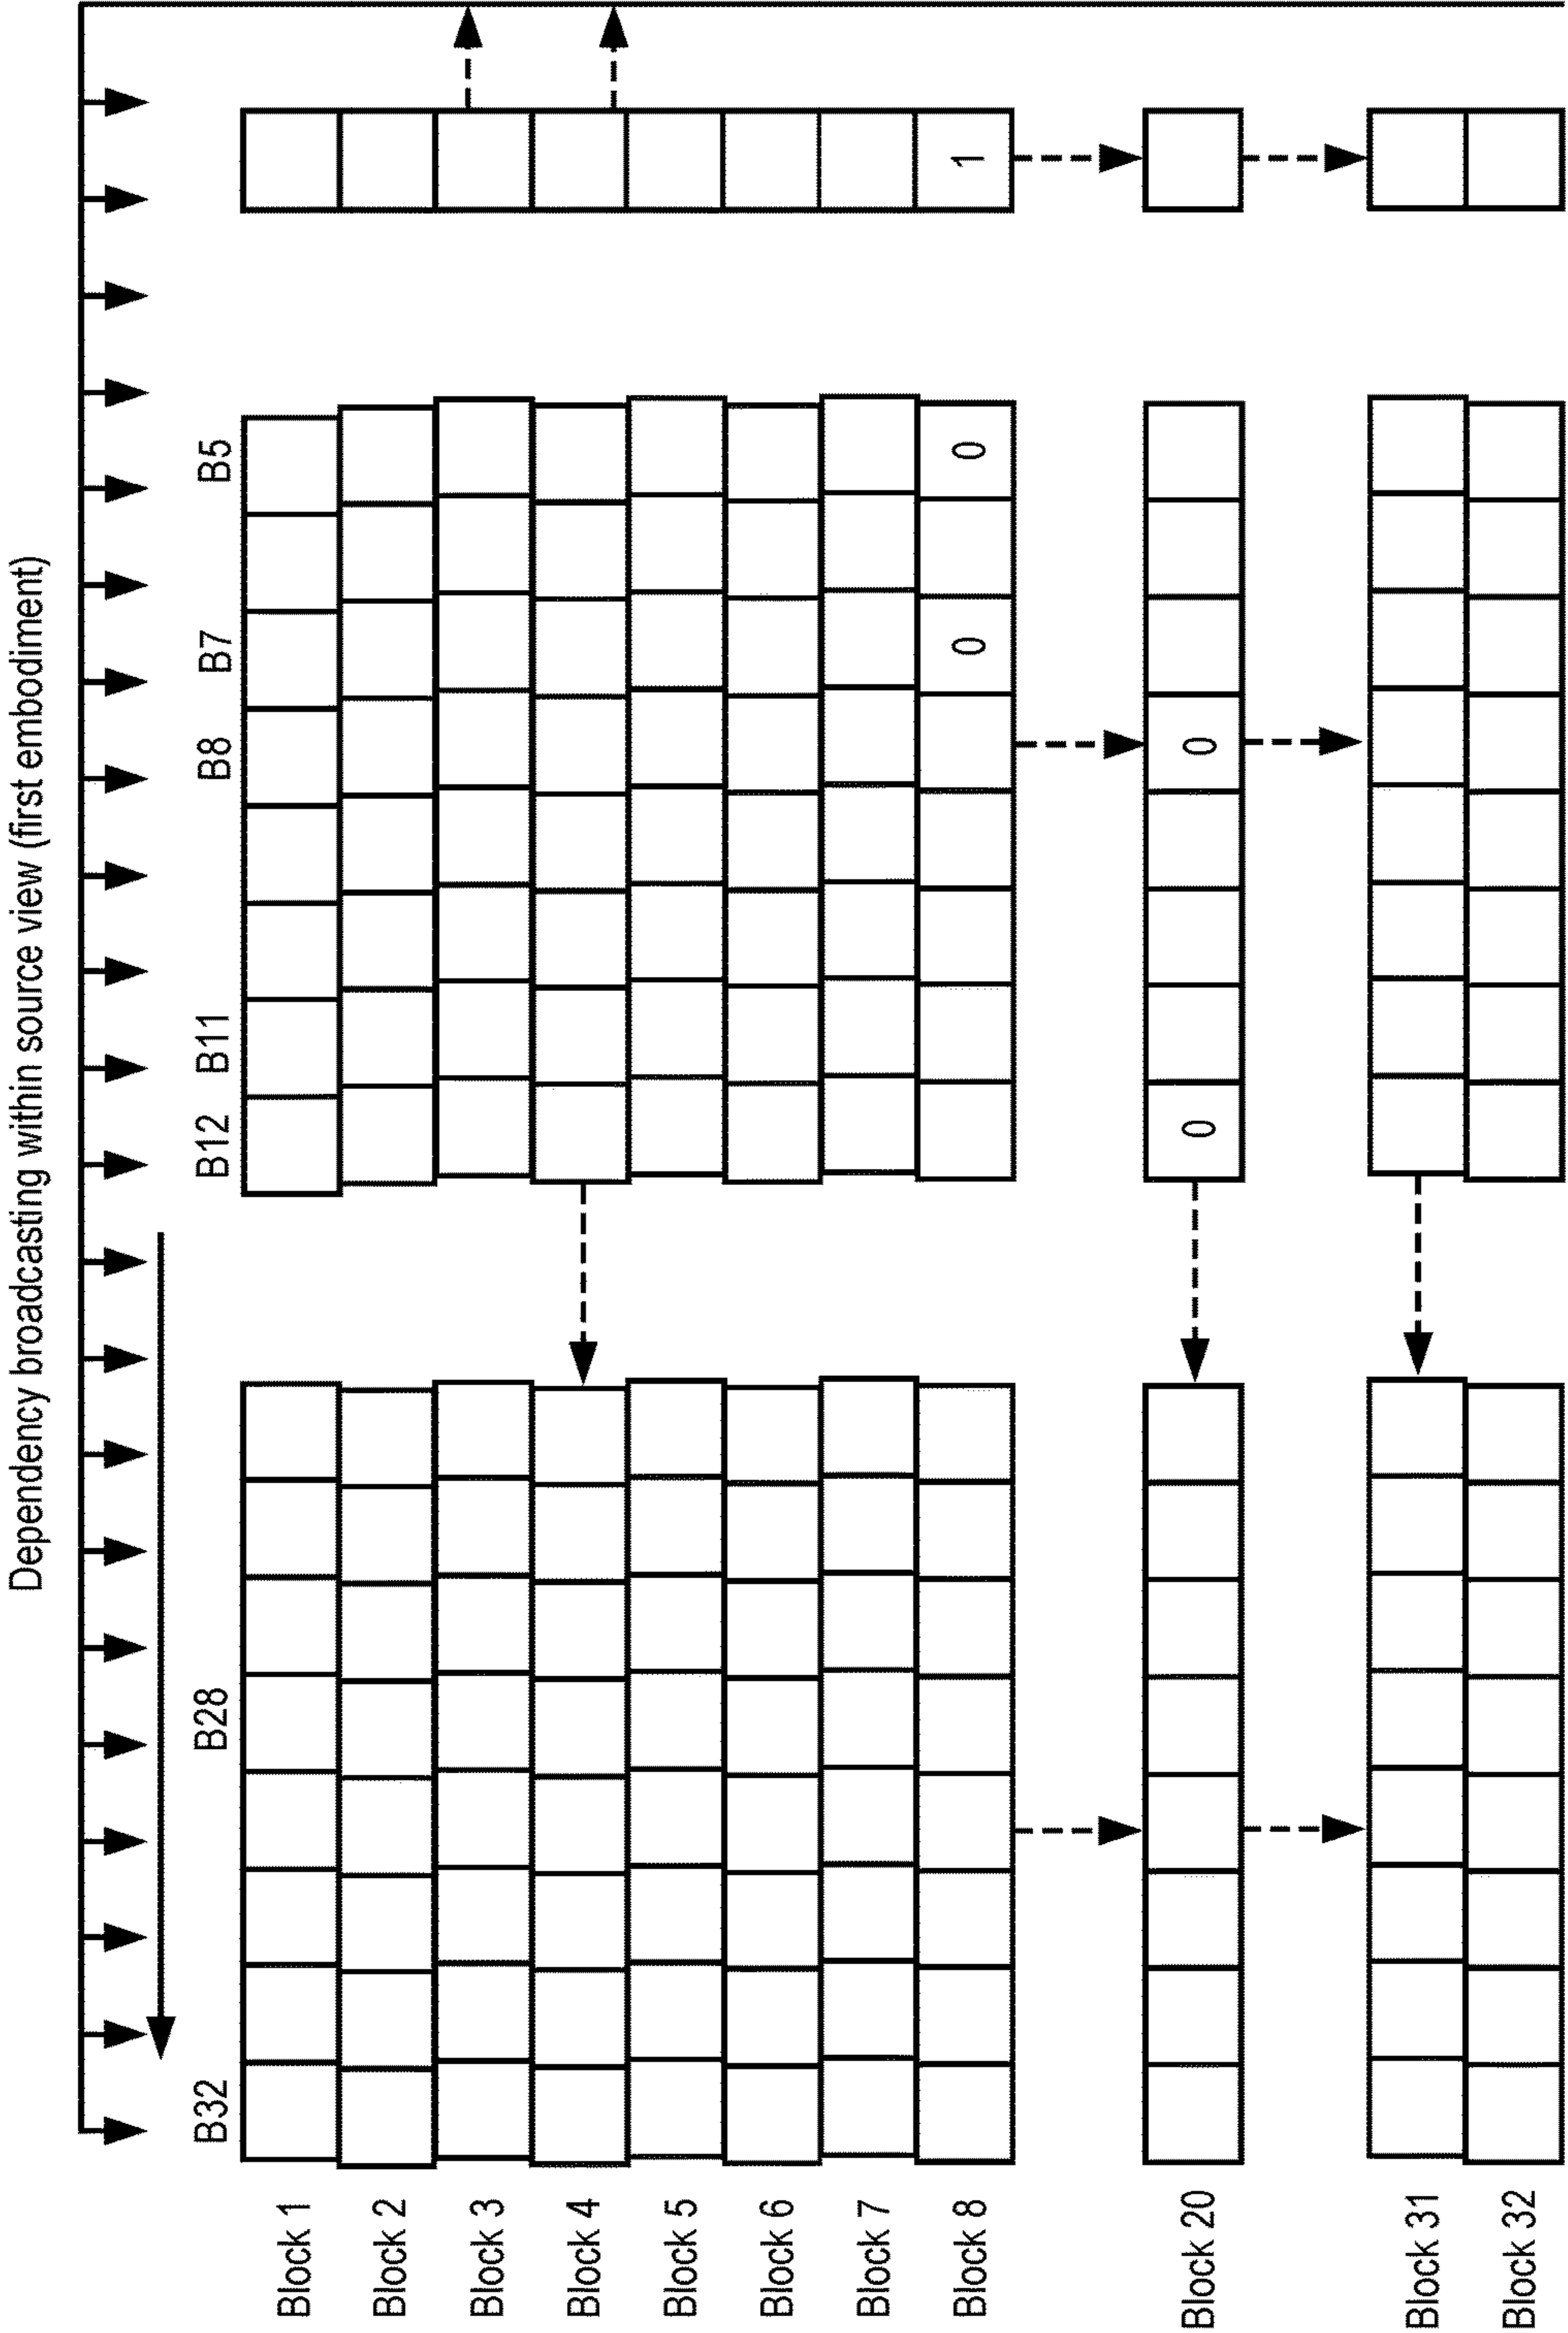 Dependency broadcasting within source view (first embodiment)
B32 B28 B12 B11 B8 B7 B5
Block 1
Block 2
Block 3
Block 4
Block 5
Block 6
Block 7
Block 8 0 0 1
Block 20 0 0
Block 31
Block 32